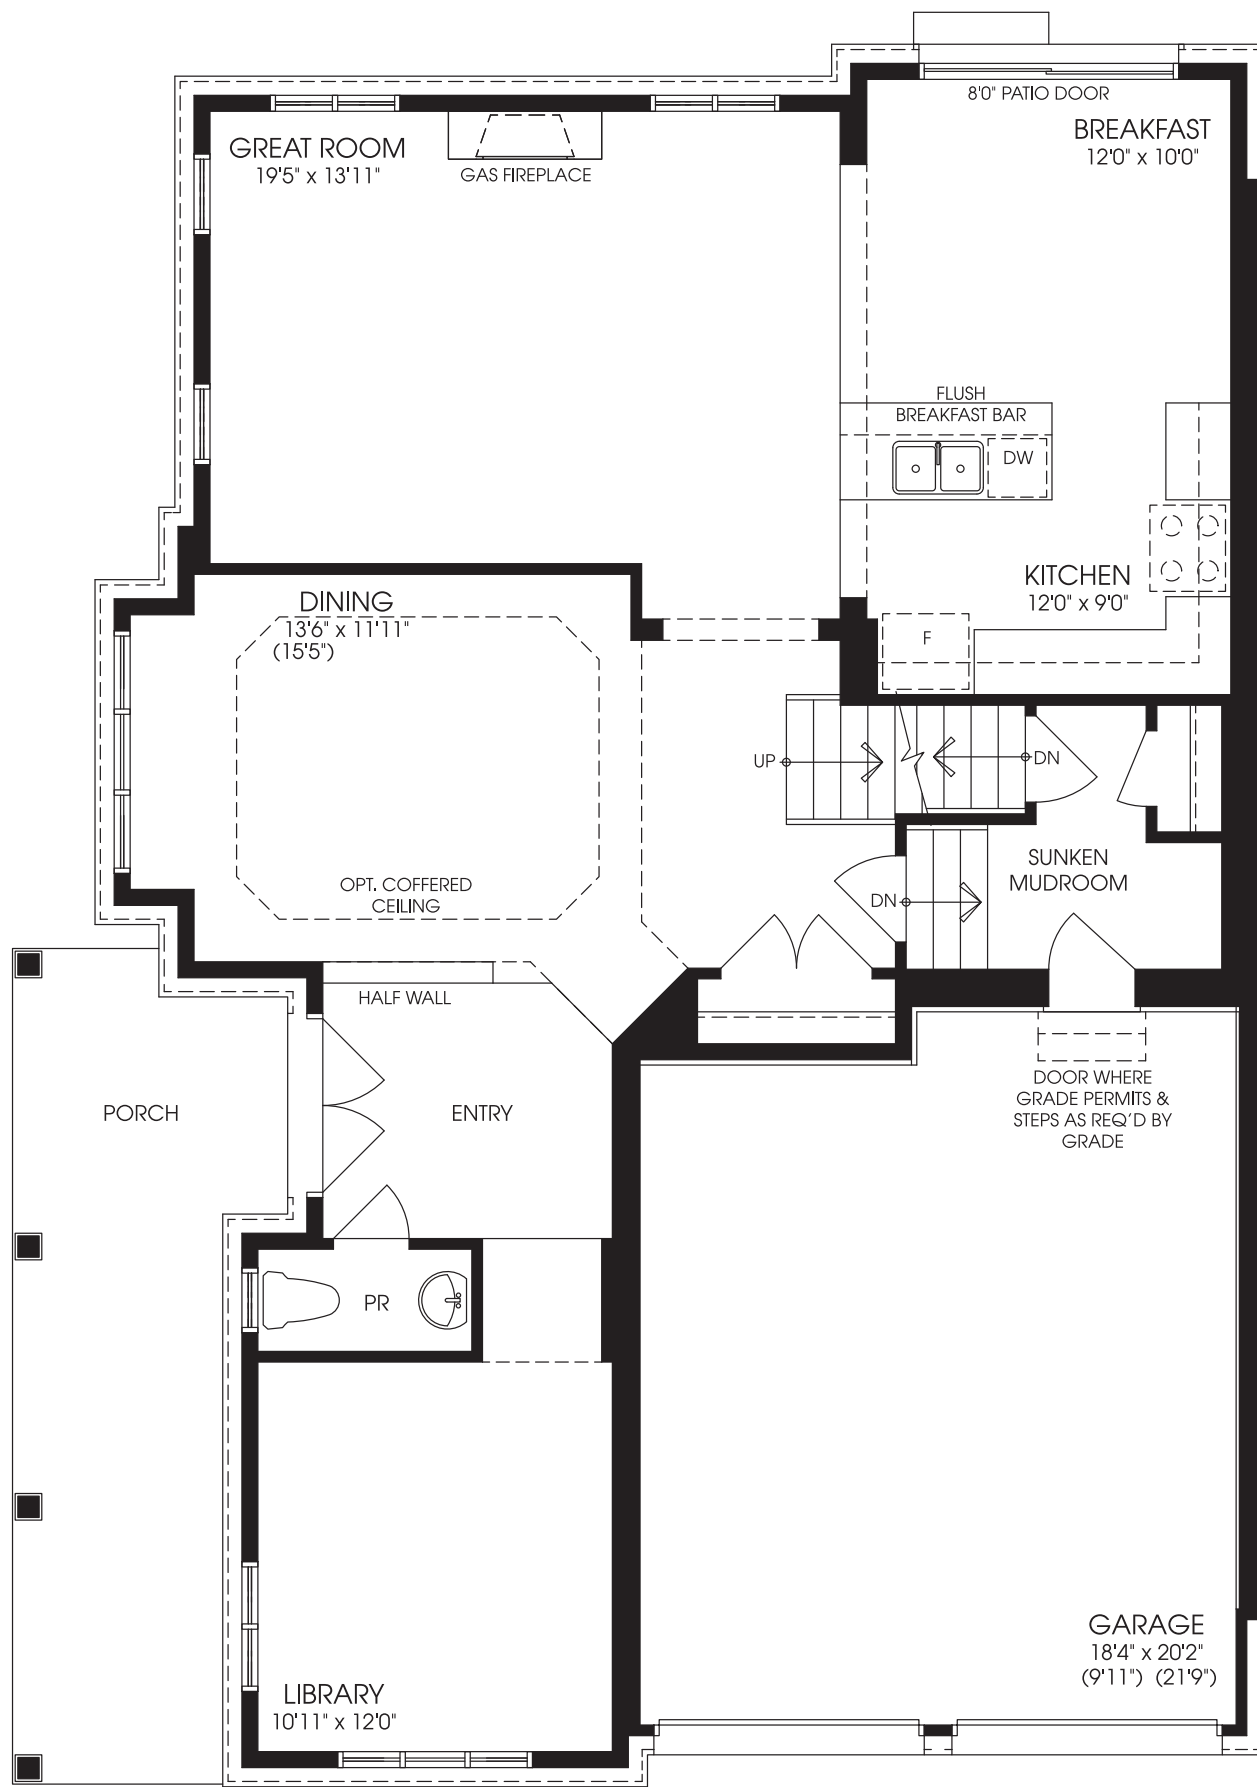 8'0" PATIO DOOR
BREAKFAST
12'0" x 10'0"
GREAT ROOM
19'5" x 13'11"
GAS FIREPLACE
FLUSH
BREAKFAST BAR
DW
KITCHEN
12'0" x 9'0"
F
DINING
13'6" x 11'11"
(15'5")
OPT. COFFERED
CEILING
UP
DN
SUNKEN
MUDROOM
DN
HALF WALL
PORCH
ENTRY
DOOR WHERE
GRADE PERMITS &
STEPS AS REQ'D BY
GRADE
PR
LIBRARY
10'11" x 12'0"
GARAGE
18'4" x 20'2"
(9'11") (21'9")